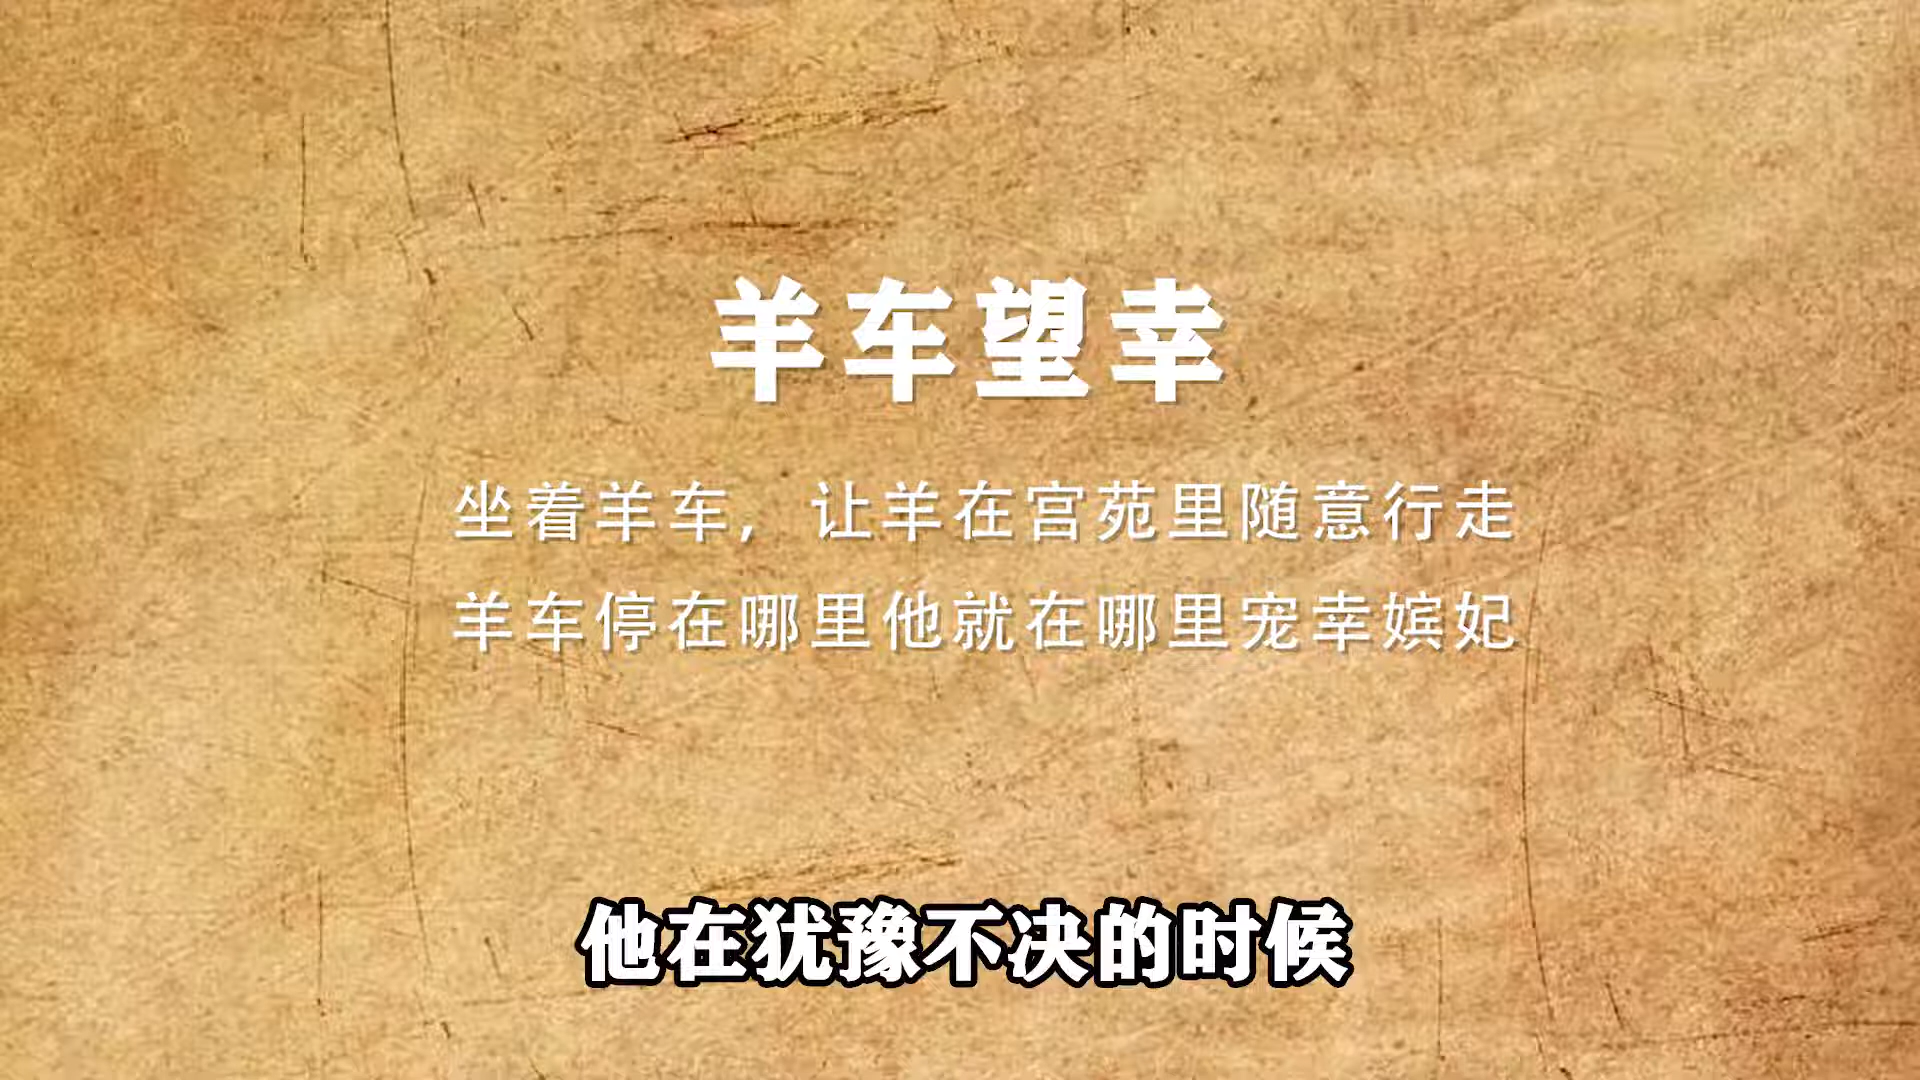 羊车望幸
坐着羊车，让羊在宫苑里随意行走
羊车停在哪里他就在哪里宠幸嫔妃
他在犹豫不决的时候